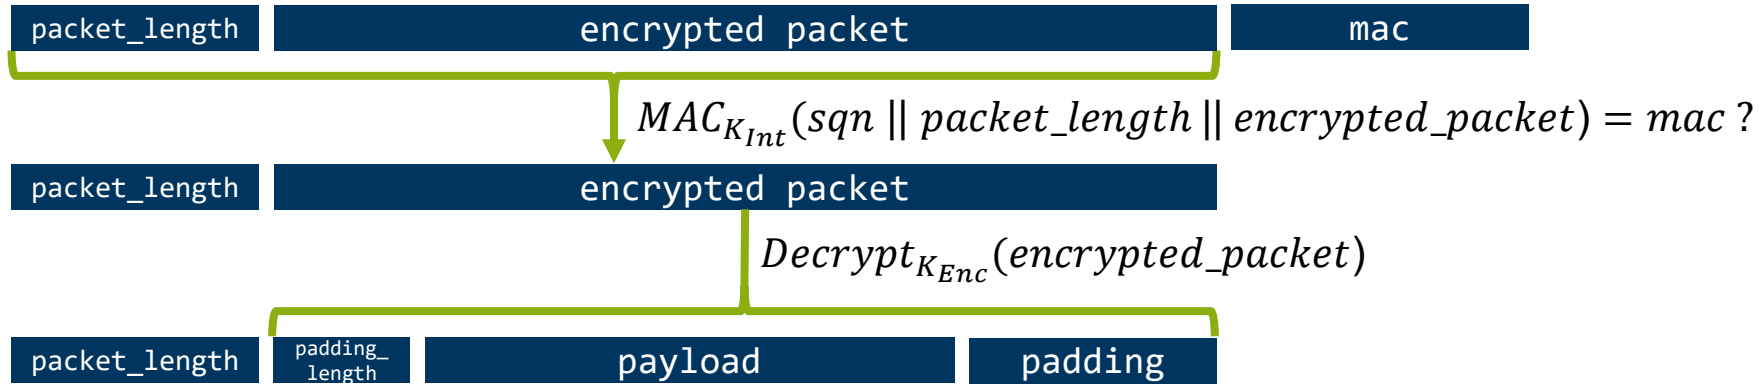 packet_length encrypted packet mac
MAC_{K_{Int}}(sqn || packet_length || encrypted_packet) = mac ?
packet_length encrypted packet
Decrypt_{K_{Enc}}(encrypted_packet)
packet_length padding_
length payload padding